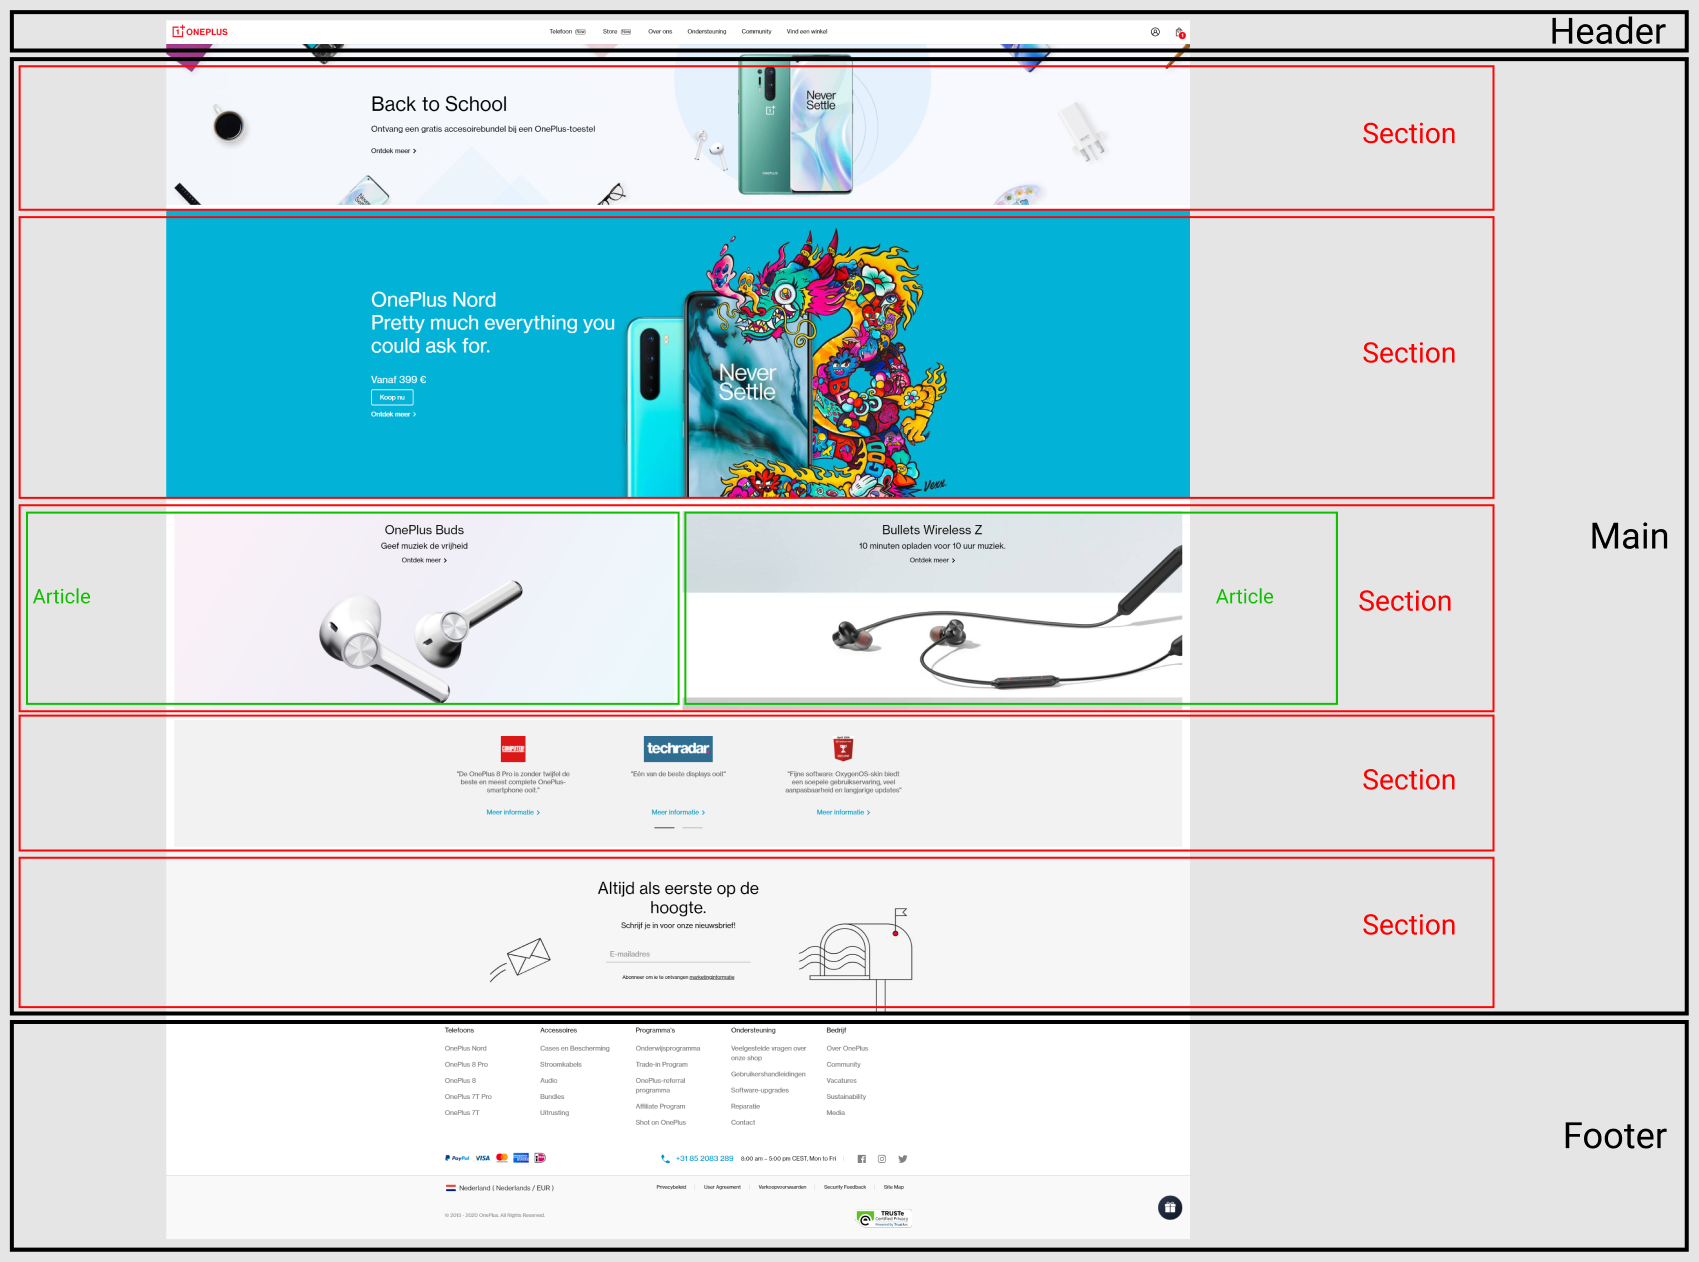 Header
ONEPLUS
Telefoon New Store New Over ons Ondersteuning Community Vind een winkel
1
Back to School
Ontvang een gratis accesoirebundel bij een OnePlus-toestel
Ontdek meer >
Never
Settle
ONEPLUS
Section
OnePlus Nord
Pretty much everything you
could ask for.
Vanaf 399 €
Koop nu
Ontdek meer >
Never
Settle
GOD
Vexx
Section
Main
OnePlus Buds
Geef muziek de vrijheid
Ontdek meer >
Article
Bullets Wireless Z
10 minuten opladen voor 10 uur muziek.
Ontdek meer >
Article
Section
COMPUTER!
"De OnePlus 8 Pro is zonder twijfel de
beste en meest complete OnePlus-
smartphone ooit."
Meer informatie >
techradar.
"Eén van de beste displays ooit"
Meer informatie >
"Fijne software: OxygenOS-skin biedt
een soepele gebruikservaring, veel
aanpasbaarheid en langjarige updates"
Meer informatie >
Section
Altijd als eerste op de
hoogte.
Schrijf je in voor onze nieuwsbrief!
E-mailadres
Abonneer om je te ontvangen marketinginformatie
Section
Telefoons
OnePlus Nord
OnePlus 8 Pro
OnePlus 8
OnePlus 7T Pro
OnePlus 7T
Accessoires
Cases en Bescherming
Stroomkabels
Audio
Bundles
Uitrusting
Programma's
Onderwijsprogramma
Trade-in Program
OnePlus-referral
programma
Affiliate Program
Shot on OnePlus
Ondersteuning
Veelgestelde vragen over
onze shop
Gebruikershandleidingen
Software-upgrades
Reparatie
Contact
Bedrijf
Over OnePlus
Community
Vacatures
Sustainability
Media
Footer
PayPal VISA
+31 85 2083 289 8:00 am – 5:00 pm CEST, Mon to Fri
Nederland ( Nederlands / EUR )
Privacybeleid User Agreement Verkoopvoorwaarden Security Feedback Site Map
© 2013 - 2020 OnePlus. All Rights Reserved.
TRUSTe
Certified Privacy
Powered by TrustArc